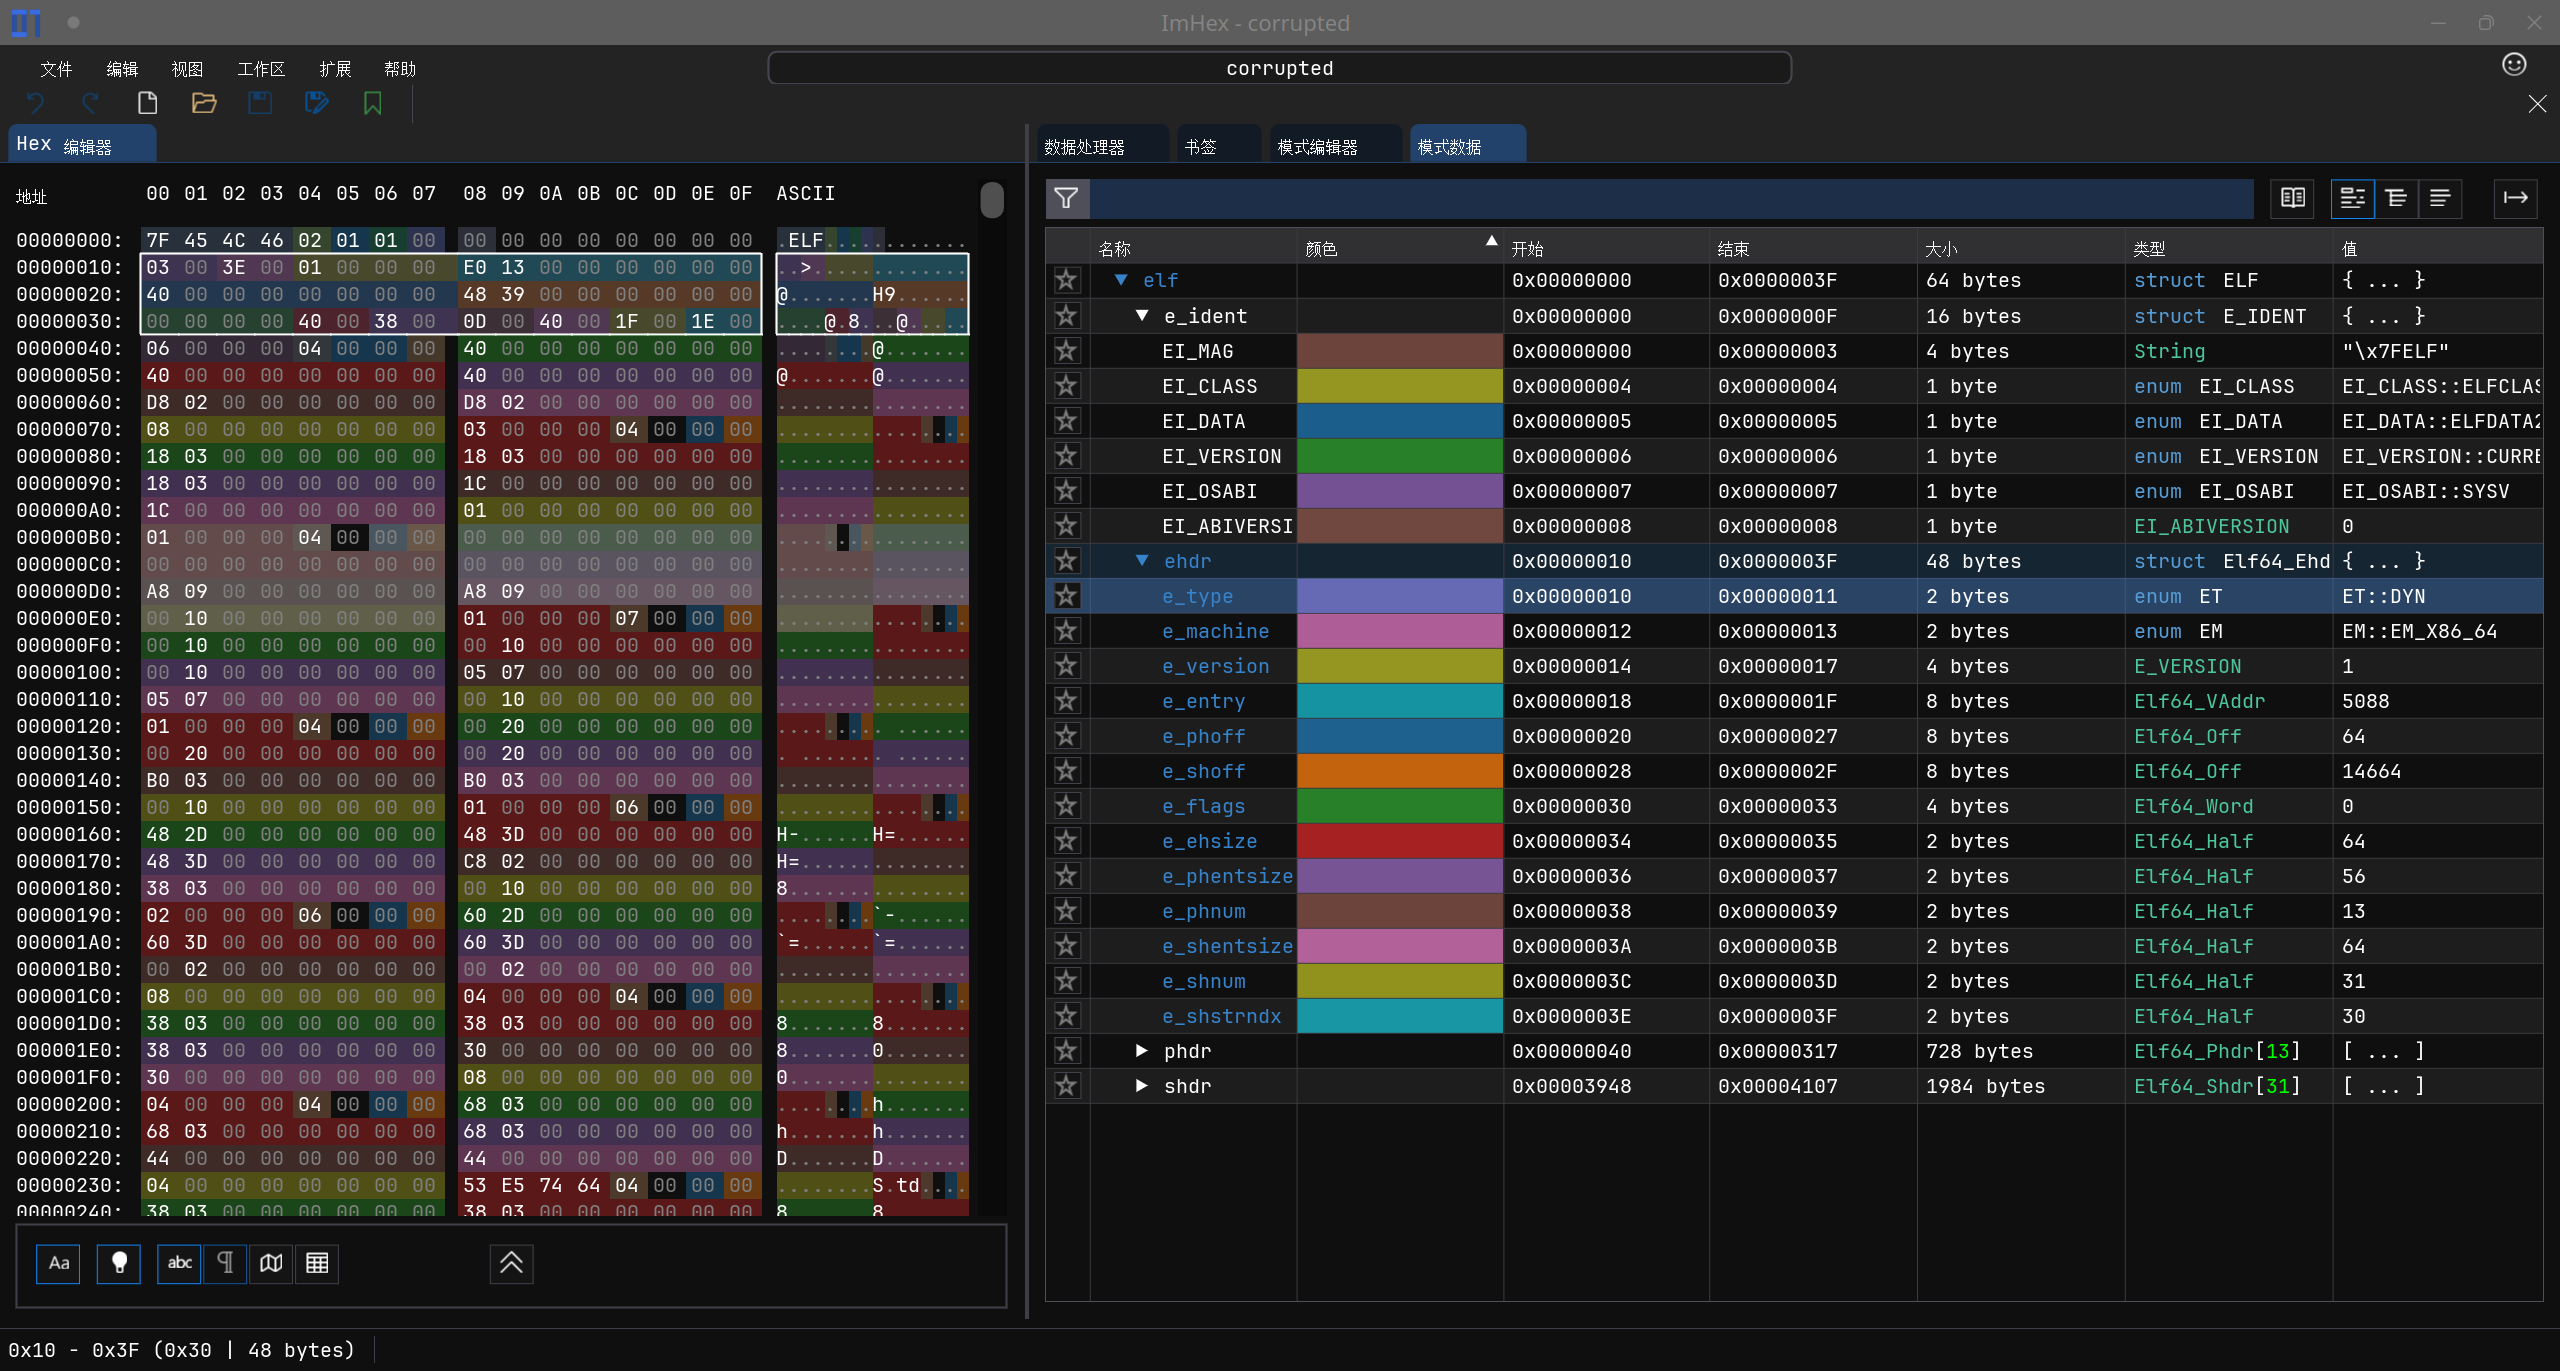 ImHex - corrupted
文件 编辑 视图 工作区 扩展 帮助
corrupted
Hex 编辑器
地址 00 01 02 03 04 05 06 07 08 09 0A 0B 0C 0D 0E 0F ASCII
00000000: 7F 45 4C 46 02 01 01 00 00 00 00 00 00 00 00 00 .ELF............
00000010: 03 00 3E 00 01 00 00 00 E0 13 00 00 00 00 00 00 ..>.............
00000020: 40 00 00 00 00 00 00 00 48 39 00 00 00 00 00 00 @.......H9......
00000030: 00 00 00 00 40 00 38 00 0D 00 40 00 1F 00 1E 00 ....@.8...@.....
00000040: 06 00 00 00 04 00 00 00 40 00 00 00 00 00 00 00 ........@.......
00000050: 40 00 00 00 00 00 00 00 40 00 00 00 00 00 00 00 @.......@.......
00000060: D8 02 00 00 00 00 00 00 D8 02 00 00 00 00 00 00 ................
00000070: 08 00 00 00 00 00 00 00 03 00 00 00 04 00 00 00 ................
00000080: 18 03 00 00 00 00 00 00 18 03 00 00 00 00 00 00 ................
00000090: 18 03 00 00 00 00 00 00 1C 00 00 00 00 00 00 00 ................
000000A0: 1C 00 00 00 00 00 00 00 01 00 00 00 00 00 00 00 ................
000000B0: 01 00 00 00 04 00 00 00 00 00 00 00 00 00 00 00 ................
000000C0: 00 00 00 00 00 00 00 00 00 00 00 00 00 00 00 00 ................
000000D0: A8 09 00 00 00 00 00 00 A8 09 00 00 00 00 00 00 ................
000000E0: 00 10 00 00 00 00 00 00 01 00 00 00 07 00 00 00 ................
000000F0: 00 10 00 00 00 00 00 00 00 10 00 00 00 00 00 00 ................
00000100: 00 10 00 00 00 00 00 00 05 07 00 00 00 00 00 00 ................
00000110: 05 07 00 00 00 00 00 00 00 10 00 00 00 00 00 00 ................
00000120: 01 00 00 00 04 00 00 00 00 20 00 00 00 00 00 00 ......... ......
00000130: 00 20 00 00 00 00 00 00 00 20 00 00 00 00 00 00 . ....... ......
00000140: B0 03 00 00 00 00 00 00 B0 03 00 00 00 00 00 00 ................
00000150: 00 10 00 00 00 00 00 00 01 00 00 00 06 00 00 00 ................
00000160: 48 2D 00 00 00 00 00 00 48 3D 00 00 00 00 00 00 H-......H=......
00000170: 48 3D 00 00 00 00 00 00 C8 02 00 00 00 00 00 00 H=..............
00000180: 38 03 00 00 00 00 00 00 00 10 00 00 00 00 00 00 8...............
00000190: 02 00 00 00 06 00 00 00 60 2D 00 00 00 00 00 00 ........`-......
000001A0: 60 3D 00 00 00 00 00 00 60 3D 00 00 00 00 00 00 `=......`=......
000001B0: 00 02 00 00 00 00 00 00 00 02 00 00 00 00 00 00 ................
000001C0: 08 00 00 00 00 00 00 00 04 00 00 00 04 00 00 00 ................
000001D0: 38 03 00 00 00 00 00 00 38 03 00 00 00 00 00 00 8.......8.......
000001E0: 38 03 00 00 00 00 00 00 30 00 00 00 00 00 00 00 8.......0.......
000001F0: 30 00 00 00 00 00 00 00 08 00 00 00 00 00 00 00 0...............
00000200: 04 00 00 00 04 00 00 00 68 03 00 00 00 00 00 00 ........h.......
00000210: 68 03 00 00 00 00 00 00 68 03 00 00 00 00 00 00 h.......h.......
00000220: 44 00 00 00 00 00 00 00 44 00 00 00 00 00 00 00 D.......D.......
00000230: 04 00 00 00 00 00 00 00 53 E5 74 64 04 00 00 00 ........S.td....
00000240: 38 03 00 00 00 00 00 00 38 03 00 00 00 00 00 00 8.......8.......
Aa abc
0x10 - 0x3F (0x30 | 48 bytes)
数据处理器 书签 模式编辑器 模式数据
名称 颜色 开始 结束 大小 类型 值
elf 0x00000000 0x0000003F 64 bytes struct ELF { ... }
e_ident 0x00000000 0x0000000F 16 bytes struct E_IDENT { ... }
EI_MAG 0x00000000 0x00000003 4 bytes String "\x7FELF"
EI_CLASS 0x00000004 0x00000004 1 byte enum EI_CLASS EI_CLASS::ELFCLAS
EI_DATA 0x00000005 0x00000005 1 byte enum EI_DATA EI_DATA::ELFDATA2
EI_VERSION 0x00000006 0x00000006 1 byte enum EI_VERSION EI_VERSION::CURRE
EI_OSABI 0x00000007 0x00000007 1 byte enum EI_OSABI EI_OSABI::SYSV
EI_ABIVERSI 0x00000008 0x00000008 1 byte EI_ABIVERSION 0
ehdr 0x00000010 0x0000003F 48 bytes struct Elf64_Ehd { ... }
e_type 0x00000010 0x00000011 2 bytes enum ET ET::DYN
e_machine 0x00000012 0x00000013 2 bytes enum EM EM::EM_X86_64
e_version 0x00000014 0x00000017 4 bytes E_VERSION 1
e_entry 0x00000018 0x0000001F 8 bytes Elf64_VAddr 5088
e_phoff 0x00000020 0x00000027 8 bytes Elf64_Off 64
e_shoff 0x00000028 0x0000002F 8 bytes Elf64_Off 14664
e_flags 0x00000030 0x00000033 4 bytes Elf64_Word 0
e_ehsize 0x00000034 0x00000035 2 bytes Elf64_Half 64
e_phentsize 0x00000036 0x00000037 2 bytes Elf64_Half 56
e_phnum 0x00000038 0x00000039 2 bytes Elf64_Half 13
e_shentsize 0x0000003A 0x0000003B 2 bytes Elf64_Half 64
e_shnum 0x0000003C 0x0000003D 2 bytes Elf64_Half 31
e_shstrndx 0x0000003E 0x0000003F 2 bytes Elf64_Half 30
phdr 0x00000040 0x00000317 728 bytes Elf64_Phdr[13] [ ... ]
shdr 0x00003948 0x00004107 1984 bytes Elf64_Shdr[31] [ ... ]